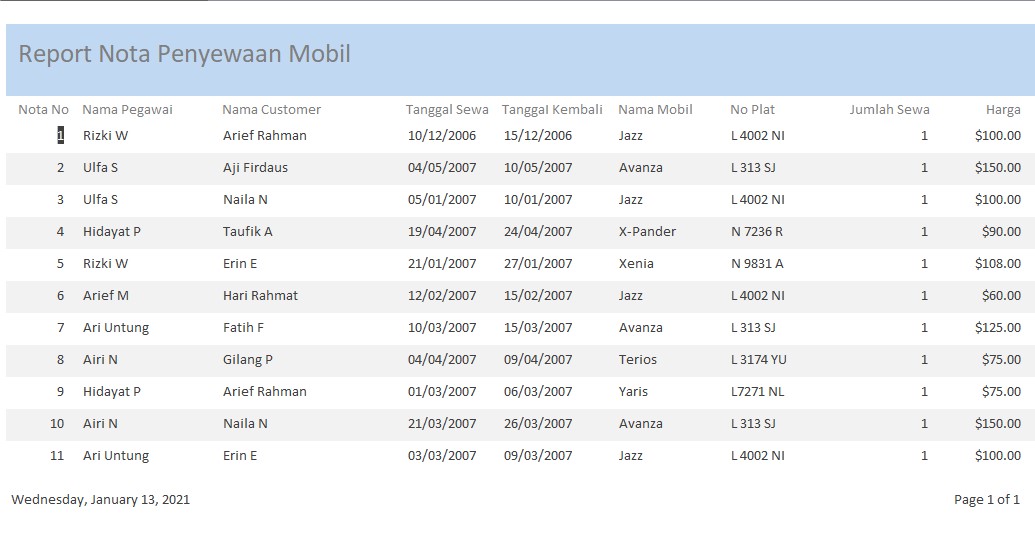 Report Nota Penyewaan Mobil
Nota No Nama Pegawai Nama Customer Tanggal Sewa Tanggal Kembali Nama Mobil No Plat Jumlah Sewa Harga
1 Rizki W Arief Rahman 10/12/2006 15/12/2006 Jazz L 4002 NI 1 $100.00
2 Ulfa S Aji Firdaus 04/05/2007 10/05/2007 Avanza L 313 SJ 1 $150.00
3 Ulfa S Naila N 05/01/2007 10/01/2007 Jazz L 4002 NI 1 $100.00
4 Hidayat P Taufik A 19/04/2007 24/04/2007 X-Pander N 7236 R 1 $90.00
5 Rizki W Erin E 21/01/2007 27/01/2007 Xenia N 9831 A 1 $108.00
6 Arief M Hari Rahmat 12/02/2007 15/02/2007 Jazz L 4002 NI 1 $60.00
7 Ari Untung Fatih F 10/03/2007 15/03/2007 Avanza L 313 SJ 1 $125.00
8 Airi N Gilang P 04/04/2007 09/04/2007 Terios L 3174 YU 1 $75.00
9 Hidayat P Arief Rahman 01/03/2007 06/03/2007 Yaris L7271 NL 1 $75.00
10 Airi N Naila N 21/03/2007 26/03/2007 Avanza L 313 SJ 1 $150.00
11 Ari Untung Erin E 03/03/2007 09/03/2007 Jazz L 4002 NI 1 $100.00
Wednesday, January 13, 2021 Page 1 of 1